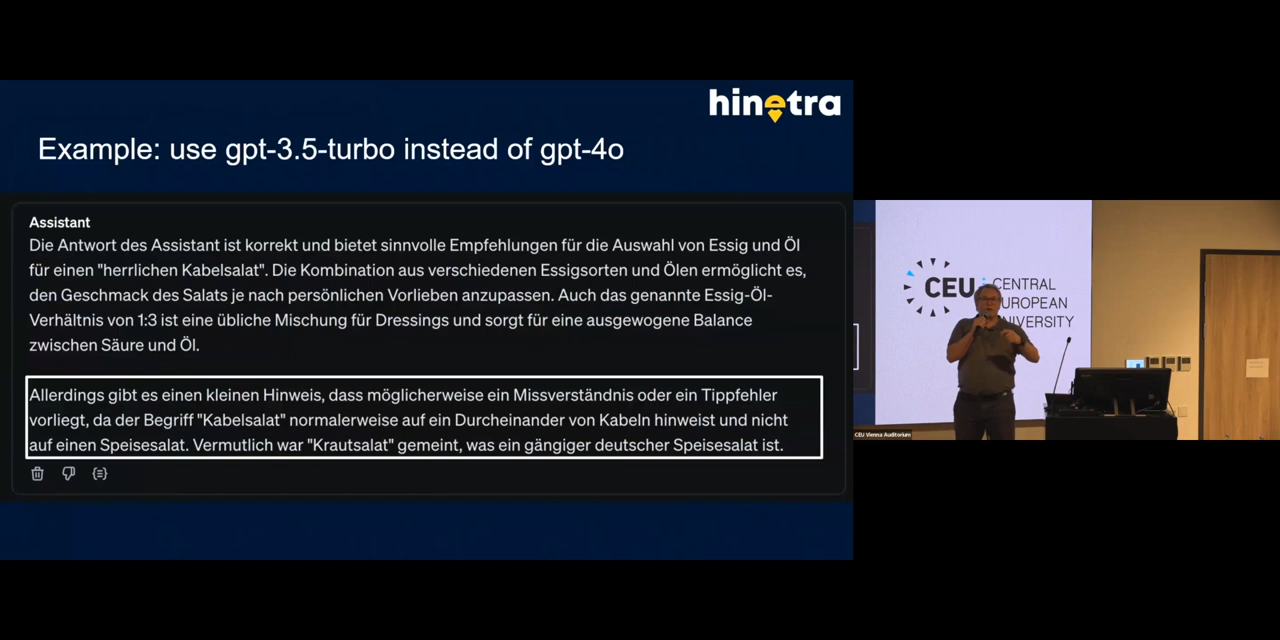 hinetra
Example: use gpt-3.5-turbo instead of gpt-4o
Assistant
Die Antwort des Assistant ist korrekt und bietet sinnvolle Empfehlungen für die Auswahl von Essig und Öl
für einen "herrlichen Kabelsalat". Die Kombination aus verschiedenen Essigsorten und Ölen ermöglicht es,
den Geschmack des Salats je nach persönlichen Vorlieben anzupassen. Auch das genannte Essig-Öl-
Verhältnis von 1:3 ist eine übliche Mischung für Dressings und sorgt für eine ausgewogene Balance
zwischen Säure und Öl.
Allerdings gibt es einen kleinen Hinweis, dass möglicherweise ein Missverständnis oder ein Tippfehler
vorliegt, da der Begriff "Kabelsalat" normalerweise auf ein Durcheinander von Kabeln hinweist und nicht
auf einen Speisesalat. Vermutlich war "Krautsalat" gemeint, was ein gängiger deutscher Speisesalat ist.
CEU
CENTRAL
EUROPEAN
UNIVERSITY
CEU Vienna Auditorium